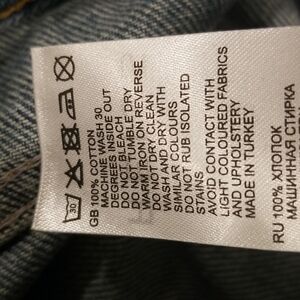 30
GB 100% COTTON
MACHINE WASH 30
DEGREES INSIDE OUT
DO NOT BLEACH
DO NOT TUMBLE DRY
WARM IRON ON REVERSE
DO NOT DRY CLEAN
WASH AND DRY WITH
SIMILAR COLOURS
DO NOT RUB ISOLATED
STAINS
AVOID CONTACT WITH
LIGHT COLOURED FABRICS
AND UPHOLSTERY
MADE IN TURKEY
RU 100% ХЛОПОК
МАШИННАЯ СТИРКА